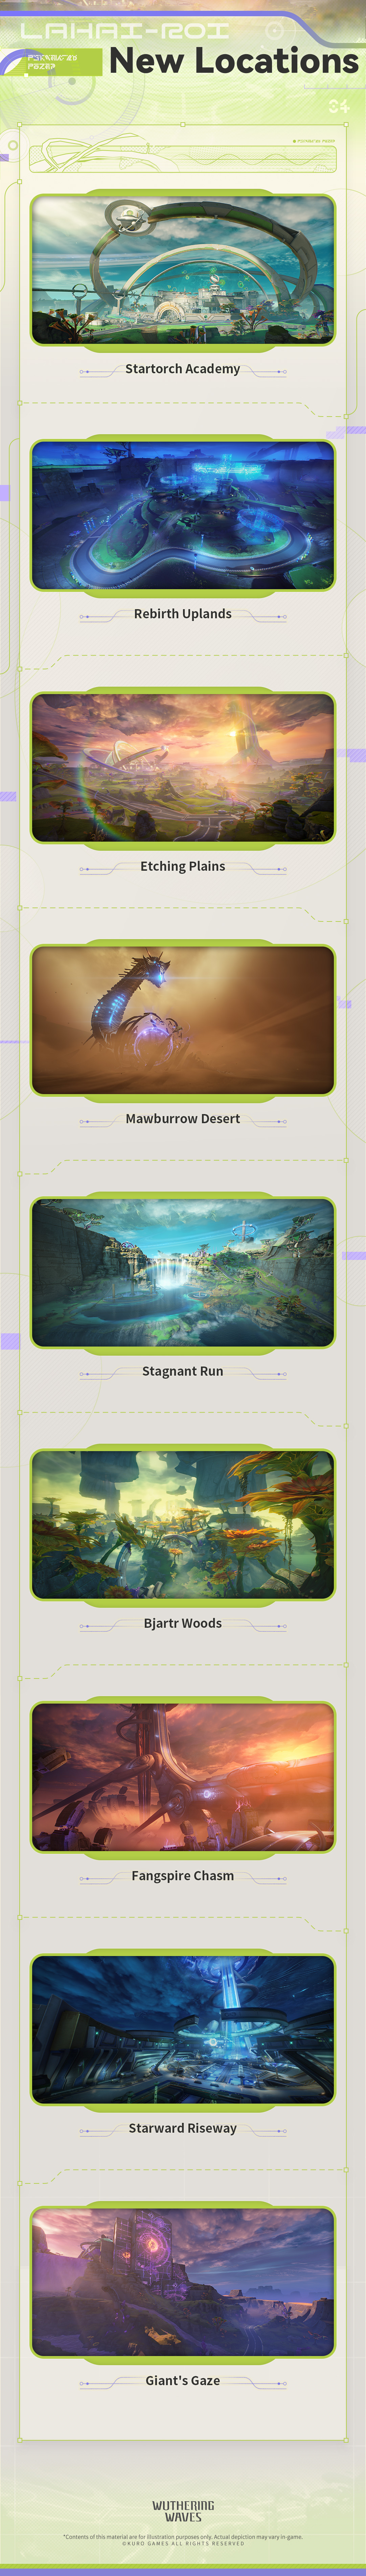 LAHAI-ROI
New Locations
04
Startorch Academy
Rebirth Uplands
Etching Plains
Mawburrow Desert
Stagnant Run
Bjartr Woods
Fangspire Chasm
Starward Riseway
Giant's Gaze
WUTHERING
WAVES
*Contents of this material are for illustration purposes only. Actual depiction may vary in-game.
©KURO GAMES ALL RIGHTS RESERVED